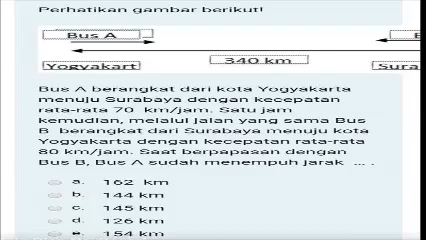 Perhatikan gambar berikut!
Bus A
Yogyakart
340 km
Sura
Bus A berangkat dari kota Yogyakarta
menuju Surabaya dengan kecepatan
rata-rata 70 km/jam. Satu jam
kemudian, melalui jalan yang sama Bus
B berangkat dari Surabaya menuju kota
Yogyakarta dengan kecepatan rata-rata
80 km/jam. Saat berpapasan dengan
Bus B, Bus A sudah menempuh jarak ... .
a. 162 km
b. 144 km
c. 145 km
d. 126 km
e. 154 km